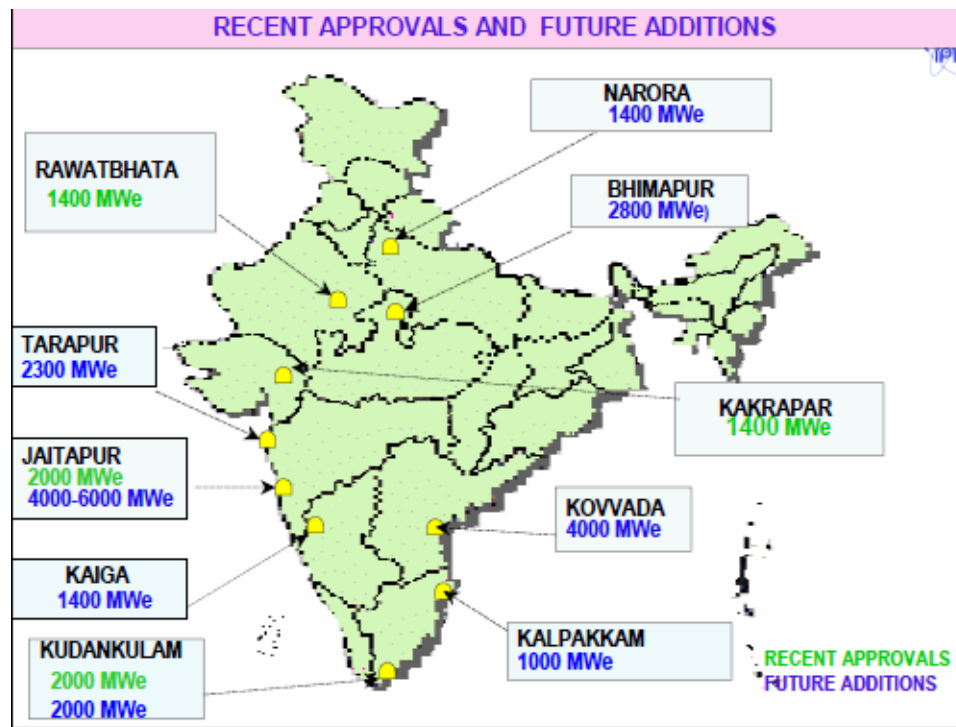 RECENT APPROVALS AND FUTURE ADDITIONS
NARORA
1400 MWe
RAWATBHATA
1400 MWe
BHIMAPUR
2800 MWe)
TARAPUR
2300 MWe
KAKRAPAR
1400 MWe
JAITAPUR
2000 MWe
4000-6000 MWe
KOVVADA
4000 MWe
KAIGA
1400 MWe
KALPAKKAM
1000 MWe
KUDANKULAM
2000 MWe
2000 MWe
RECENT APPROVALS
FUTURE ADDITIONS